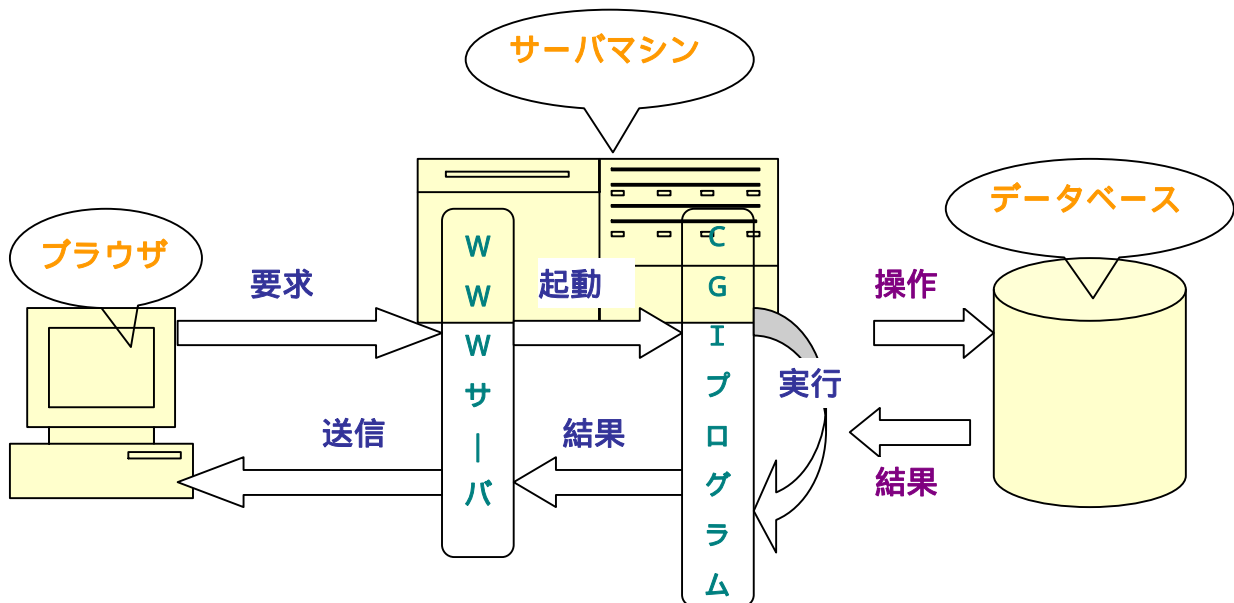 サーバマシン
データベース
ブラウザ
要求
起動
操作
WWWサーバ
CGIプログラム
実行
送信
結果
結果